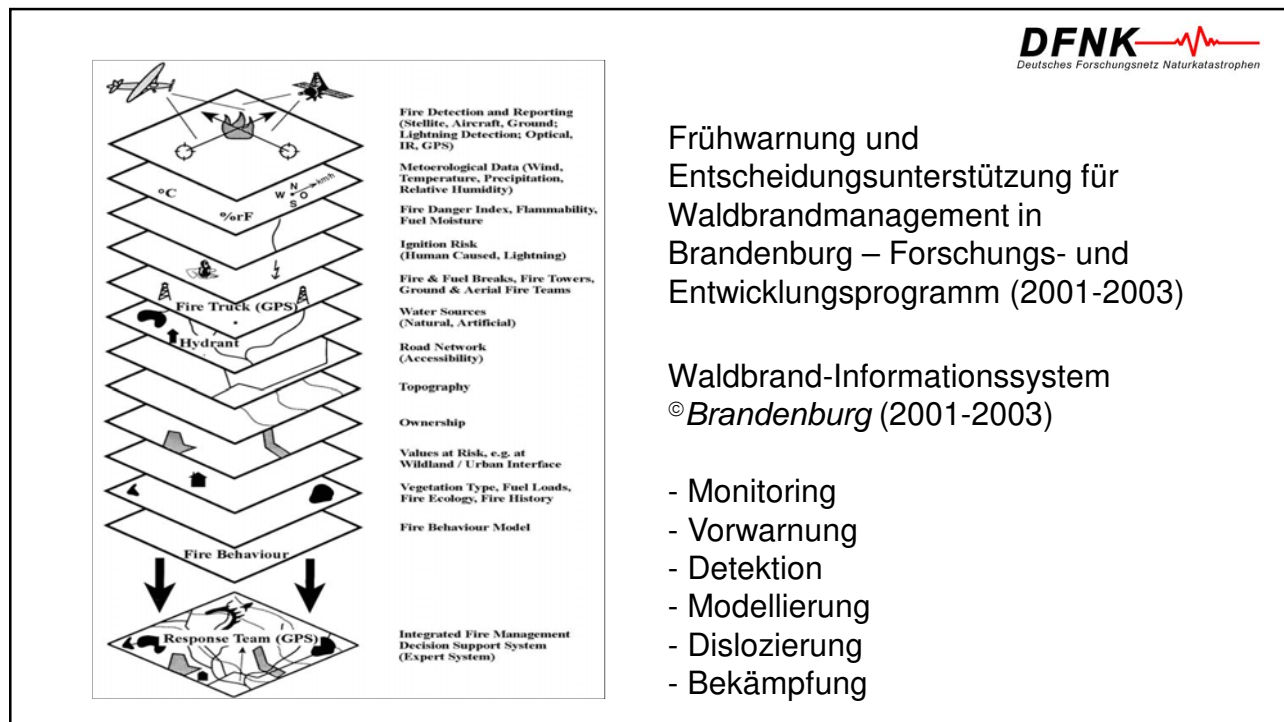 DFNK
Deutsches Forschungsnetz Naturkatastrophen
Fire Detection and Reporting
(Stellite, Aircraft, Ground;
Lightning Detection; Optical,
IR, GPS)
Metoerological Data (Wind,
Temperature, Precipitation,
Relative Humidity)
Fire Danger Index, Flammability,
Fuel Moisture
Ignition Risk
(Human Caused, Lightning)
Fire & Fuel Breaks, Fire Towers,
Ground & Aerial Fire Teams
Water Sources
(Natural, Artificial)
Road Network
(Accessibility)
Topography
Ownership
Values at Risk, e.g. at
Wildland / Urban Interface
Vegetation Type, Fuel Loads,
Fire Ecology, Fire History
Fire Behaviour Model
Integrated Fire Management
Decision Support System
(Expert System)
°C
N
W O
S
km/h
%rF
Fire Truck (GPS)
Hydrant
Fire Behaviour
Response Team (GPS)
Frühwarnung und
Entscheidungsunterstützung für
Waldbrandmanagement in
Brandenburg – Forschungs- und
Entwicklungsprogramm (2001-2003)
Waldbrand-Informationssystem
©Brandenburg (2001-2003)
- Monitoring
- Vorwarnung
- Detektion
- Modellierung
- Dislozierung
- Bekämpfung